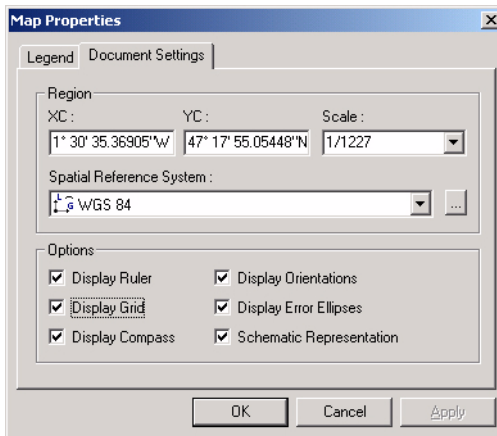 Map Properties
Legend Document Settings
Region
XC : YC : Scale :
1° 30' 35.36905"W 47° 17' 55.05448"N 1/1227
Spatial Reference System :
WGS 84 ...
Options
Display Ruler Display Orientations
Display Grid Display Error Ellipses
Display Compass Schematic Representation
OK Cancel Apply